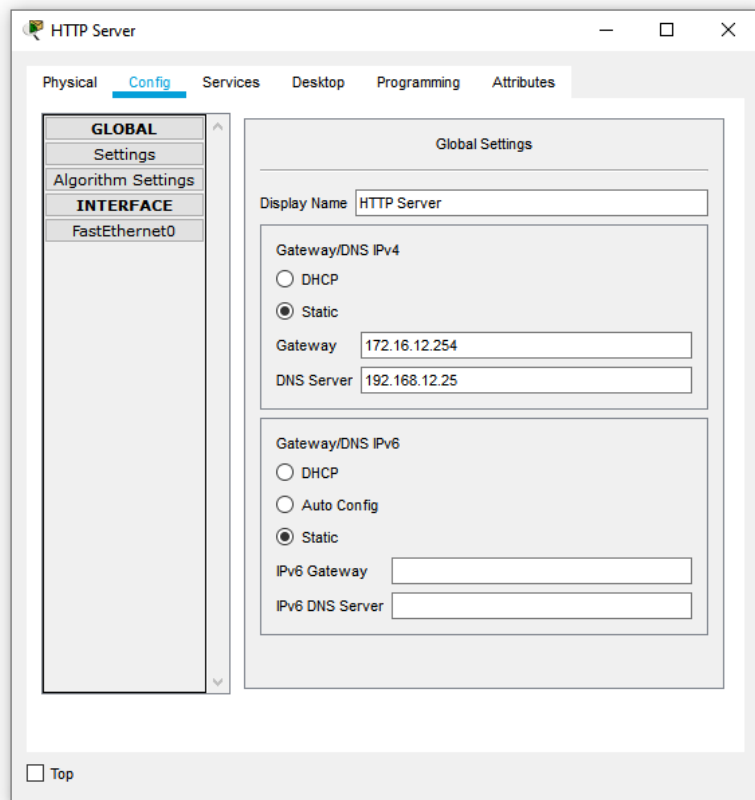 HTTP Server
Physical Config Services Desktop Programming Attributes
GLOBAL
Settings
Algorithm Settings
INTERFACE
FastEthernet0
Global Settings
Display Name HTTP Server
Gateway/DNS IPv4
DHCP
Static
Gateway 172.16.12.254
DNS Server 192.168.12.25
Gateway/DNS IPv6
DHCP
Auto Config
Static
IPv6 Gateway
IPv6 DNS Server
Top